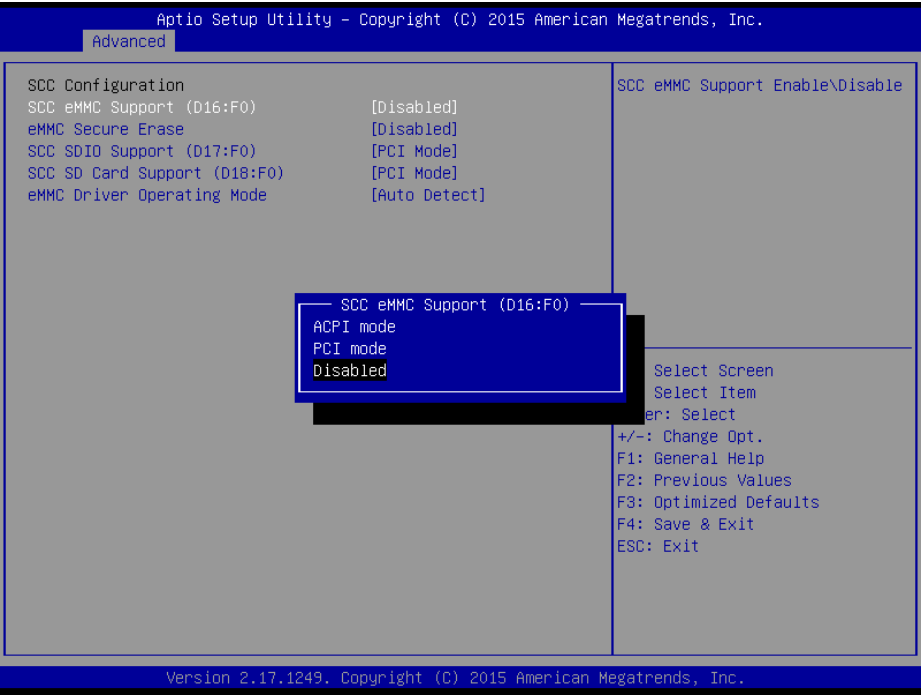 Aptio Setup Utility – Copyright (C) 2015 American Megatrends, Inc.
Advanced
SCC Configuration
SCC eMMC Support (D16:F0) [Disabled]
eMMC Secure Erase [Disabled]
SCC SDIO Support (D17:F0) [PCI Mode]
SCC SD Card Support (D18:F0) [PCI Mode]
eMMC Driver Operating Mode [Auto Detect]
SCC eMMC Support Enable\Disable
SCC eMMC Support (D16:F0)
ACPI mode
PCI mode
Disabled
Select Screen
Select Item
er: Select
+/-: Change Opt.
F1: General Help
F2: Previous Values
F3: Optimized Defaults
F4: Save & Exit
ESC: Exit
Version 2.17.1249. Copyright (C) 2015 American Megatrends, Inc.